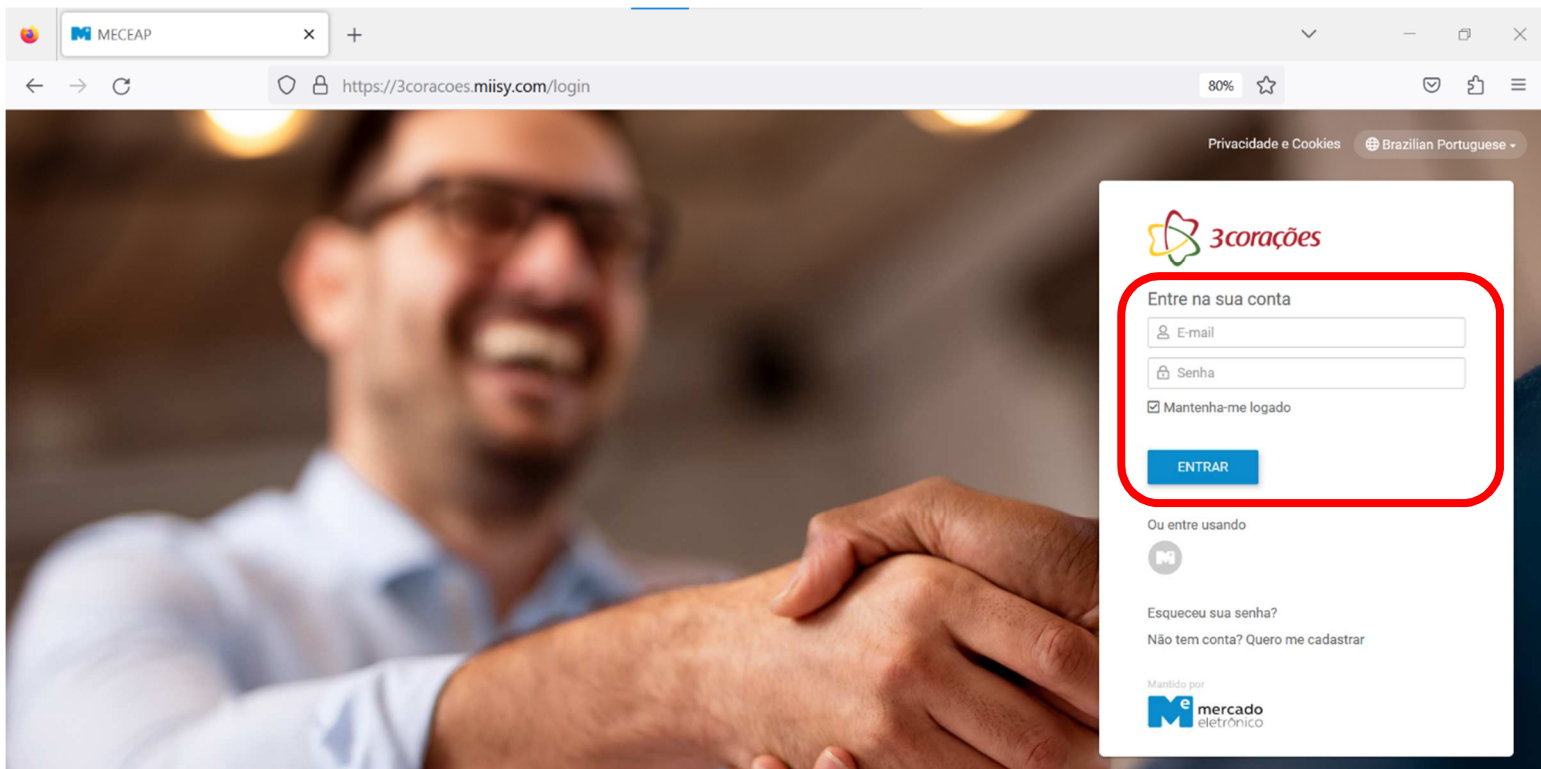 MECEAP
https://3coracoes.miisy.com/login
80%
Privacidade e Cookies
Brazilian Portuguese
3corações
Entre na sua conta
E-mail
Senha
Mantenha-me logado
ENTRAR
Ou entre usando
Esqueceu sua senha?
Não tem conta? Quero me cadastrar
Mantido por
Me mercado
eletrônico